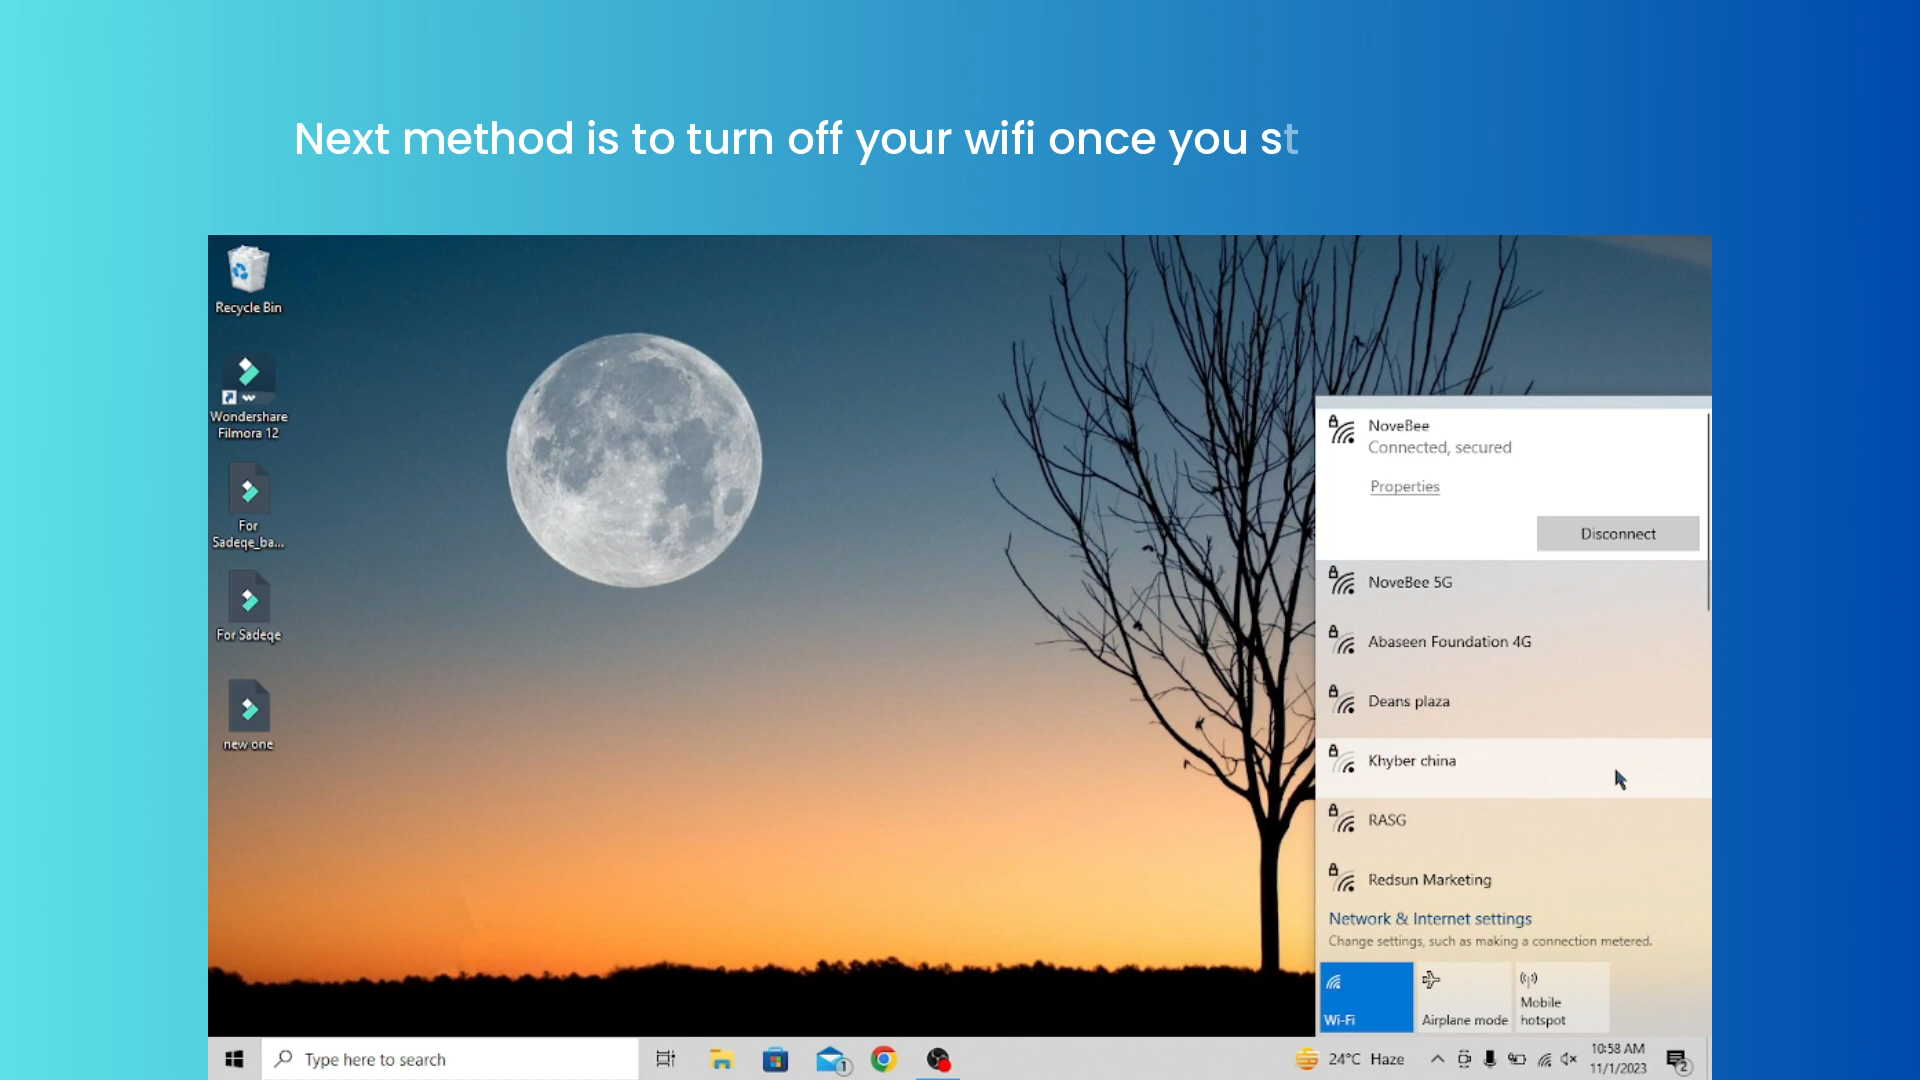 Next method is to turn off your wifi once you st
Recycle Bin
Wondershare
Filmora 12
For
Sadeqe_ba...
For Sadeqe
new one
NoveBee
Connected, secured
Properties
Disconnect
NoveBee 5G
Abaseen Foundation 4G
Deans plaza
Khyber china
RASG
Redsun Marketing
Network & Internet settings
Change settings, such as making a connection metered.
Wi-Fi
Airplane mode
Mobile
hotspot
Type here to search
1
24°C Haze
10:58 AM
11/1/2023
2